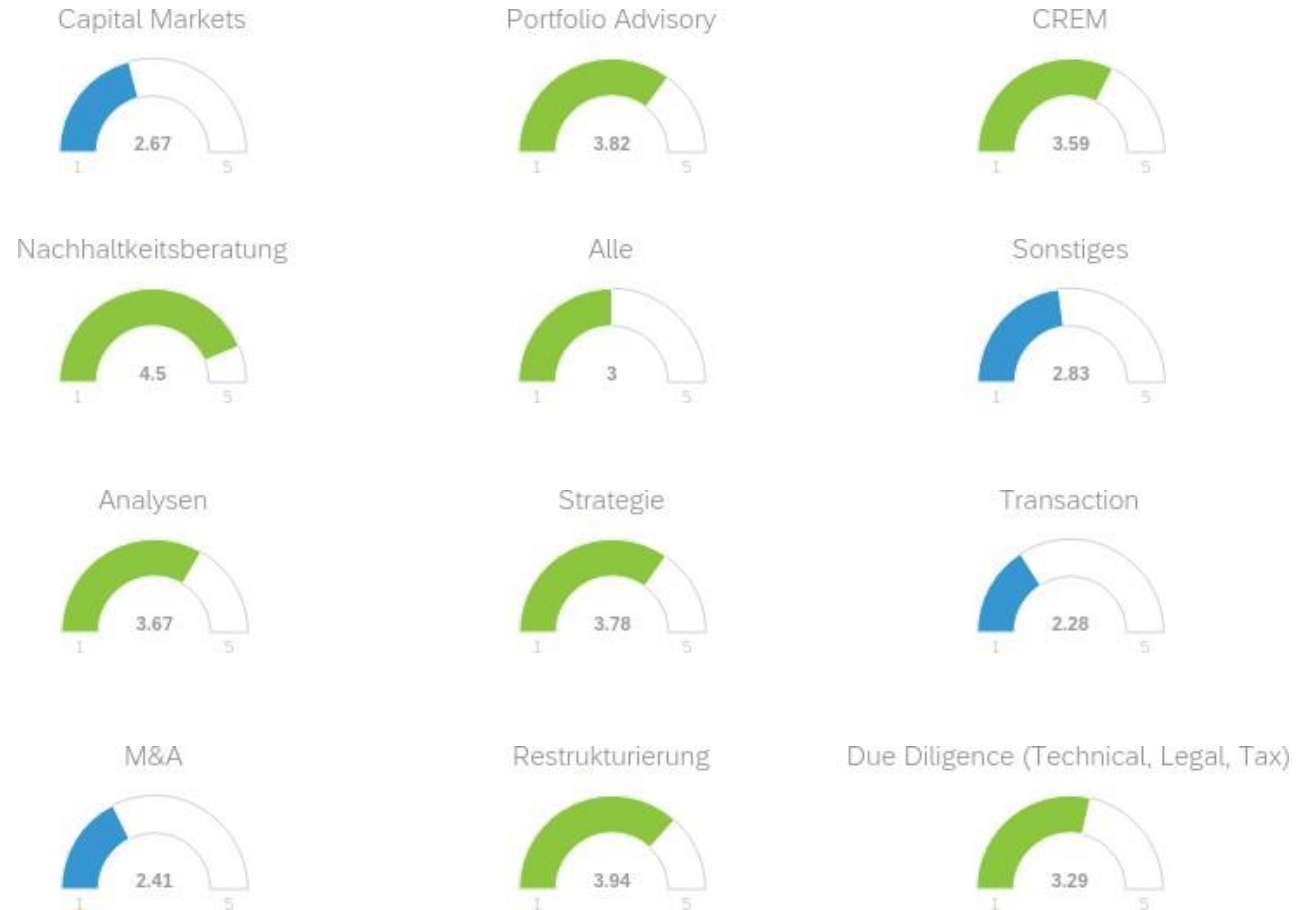 Capital Markets
Portfolio Advisory
CREM
2.67
3.82
3.59
1 5
1 5
1 5
Nachhaltkeitsberatung
Alle
Sonstiges
4.5
3
2.83
1 5
1 5
1 5
Analysen
Strategie
Transaction
3.67
3.78
2.28
1 5
1 5
1 5
M&A
Restrukturierung
Due Diligence (Technical, Legal, Tax)
2.41
3.94
3.29
1 5
1 5
1 5